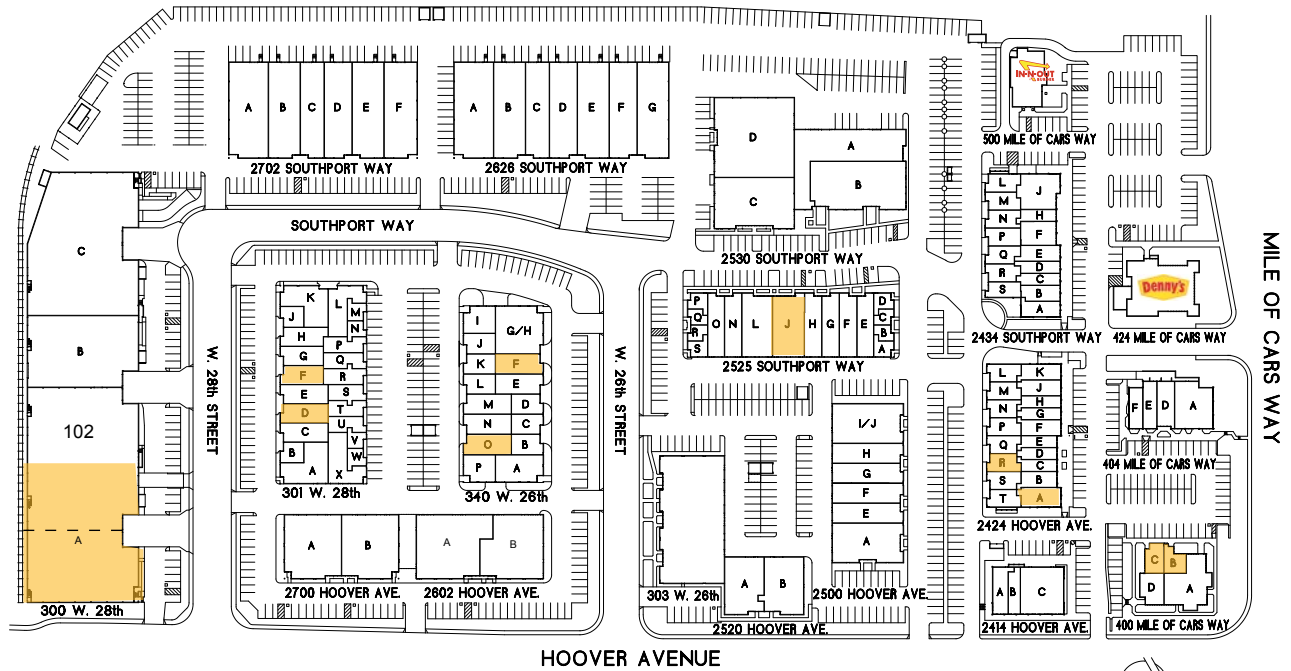 IN-N-OUT
BURGER
500 MILE OF CARS WAY
A B C D E F
2702 SOUTHPORT WAY
A B C D E F G
2626 SOUTHPORT WAY
D
A
B
C
2530 SOUTHPORT WAY
L
M
N
P
Q
R
S
J
H
F
E
D
C
B
A
2434 SOUTHPORT WAY
Denny's
424 MILE OF CARS WAY
MILE OF CARS WAY
SOUTHPORT WAY
C
B
102
A
300 W. 28th
W. 28th STREET
K
J
H
G
F
E
D
C
B
A
L
M
N
P
Q
R
S
T
U
V
W
X
301 W. 28th
I
J
K
L
M
N
O
P
G/H
F
E
D
C
B
A
340 W. 26th
W. 26th STREET
P
Q
R
S
O N L J H G F E
D
C
B
A
2525 SOUTHPORT WAY
I/J
H
G
F
E
A
2500 HOOVER AVE.
L
M
N
P
Q
R
S
T
K
J
H
G
F
E
D
C
B
A
2424 HOOVER AVE.
F E D A
404 MILE OF CARS WAY
C B
D A
400 MILE OF CARS WAY
A B
2700 HOOVER AVE.
A B
2602 HOOVER AVE.
303 W. 26th
A B
2520 HOOVER AVE.
A B C
2414 HOOVER AVE.
HOOVER AVENUE